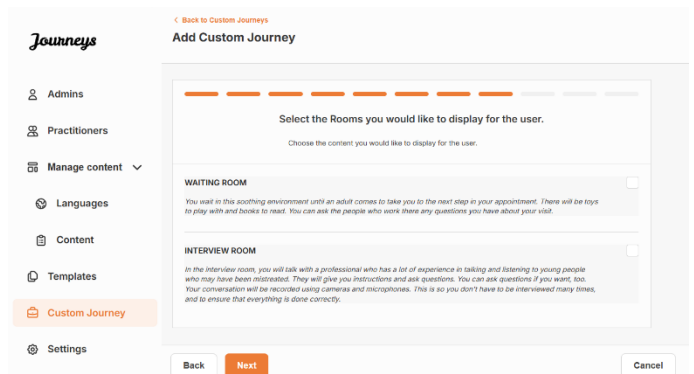 Journeys
Admins
Practitioners
Manage content
Languages
Content
Templates
Custom Journey
Settings
Back to Custom Journeys
Add Custom Journey
Select the Rooms you would like to display for the user.
Choose the content you would like to display for the user.
WAITING ROOM
You wait in this soothing environment until an adult comes to take you to the next step in your appointment. There will be toys
to play with and books to read. You can ask the people who work there any questions you have about your visit.
INTERVIEW ROOM
In the interview room, you will talk with a professional who has a lot of experience in talking and listening to young people
who may have been mistreated. They will give you instructions and ask questions. You can ask questions if you want, too.
Your conversation will be recorded using cameras and microphones. This is so you don't have to be interviewed many times,
and to ensure that everything is done correctly.
Back
Next
Cancel